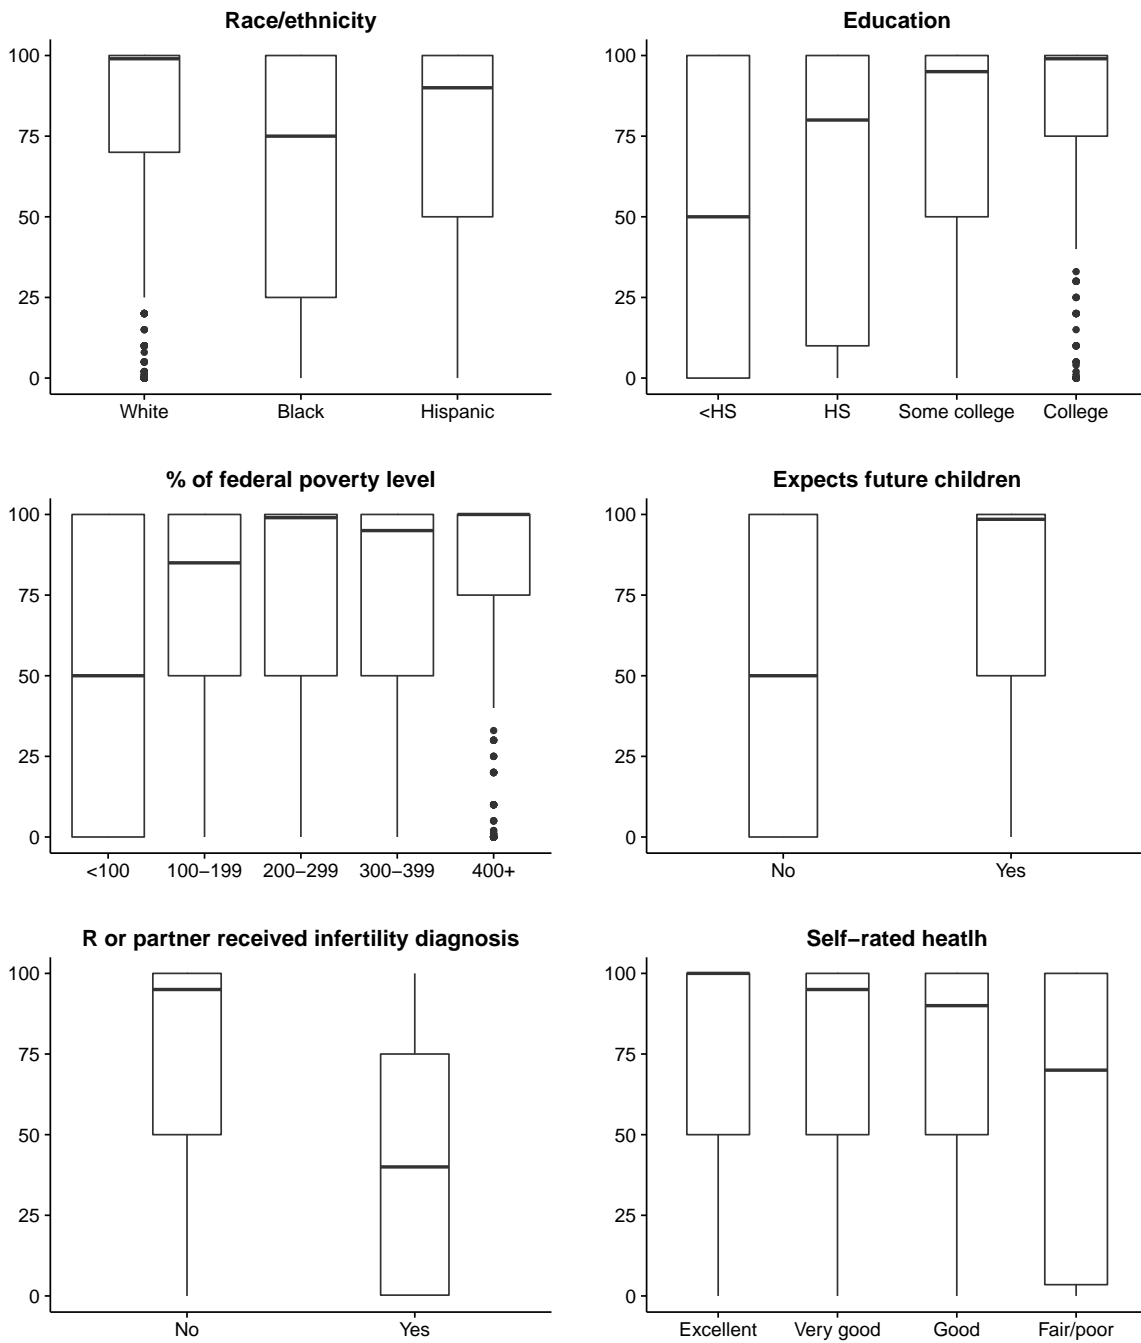 Race/ethnicity
100
75
50
25
0
White Black Hispanic
Education
100
75
50
25
0
<HS HS Some college College
% of federal poverty level
100
75
50
25
0
<100 100−199 200−299 300−399 400+
Expects future children
100
75
50
25
0
No Yes
R or partner received infertility diagnosis
100
75
50
25
0
No Yes
Self−rated heatlh
100
75
50
25
0
Excellent Very good Good Fair/poor